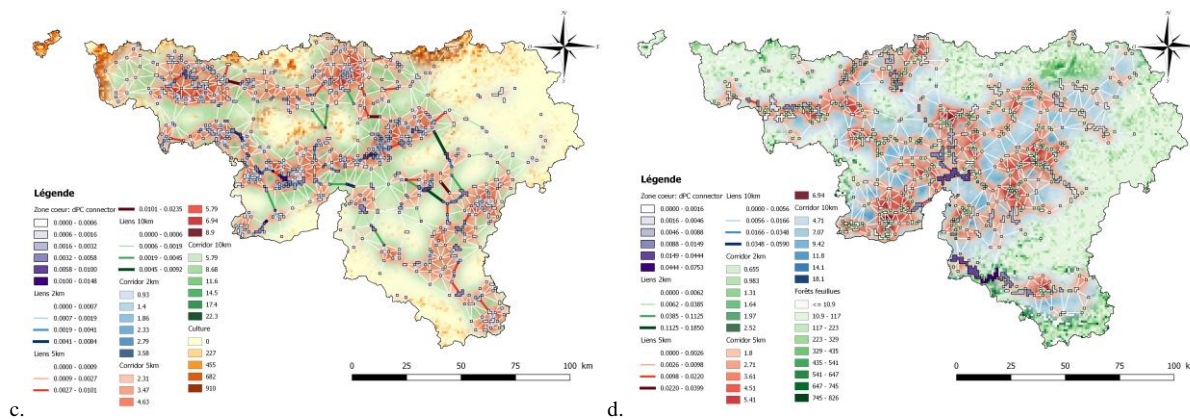 N
O
E
Légende
Zone coeur: dPC connector
0.0000 - 0.0006
0.0006 - 0.0016
0.0016 - 0.0032
0.0032 - 0.0058
0.0058 - 0.0100
0.0100 - 0.0148
Liens 2km
0.0000 - 0.0007
0.0007 - 0.0019
0.0019 - 0.0041
0.0041 - 0.0084
Liens 5km
0.0000 - 0.0009
0.0009 - 0.0027
0.0027 - 0.0101
0.0101 - 0.0235
Liens 10km
0.0000 - 0.0006
0.0006 - 0.0019
0.0019 - 0.0045
0.0045 - 0.0092
Corridor 2km
0.93
1.4
1.86
2.33
2.79
3.58
Corridor 5km
2.31
3.47
4.63
5.79
6.94
8.9
Corridor 10km
5.79
8.68
11.6
14.5
17.4
22.3
Culture
0
227
455
682
910
0 25 50 75 100 km
c.
N
O
E
Légende
Zone coeur: dPC connector
0.0000 - 0.0016
0.0016 - 0.0046
0.0046 - 0.0088
0.0088 - 0.0149
0.0149 - 0.0444
0.0444 - 0.0753
Liens 2km
0.0000 - 0.0062
0.0062 - 0.0385
0.0385 - 0.1125
0.1125 - 0.1850
Liens 5km
0.0000 - 0.0026
0.0026 - 0.0098
0.0098 - 0.0220
0.0220 - 0.0399
Liens 10km
0.0000 - 0.0056
0.0056 - 0.0166
0.0166 - 0.0348
0.0348 - 0.0590
Corridor 2km
0.655
0.983
1.31
1.64
1.97
2.52
Corridor 5km
1.8
2.71
3.61
4.51
5.41
6.94
Corridor 10km
4.71
7.07
9.42
11.8
14.1
18.1
Forêts feuillues
<= 10.9
10.9 - 117
117 - 223
223 - 329
329 - 435
435 - 541
541 - 647
647 - 745
745 - 826
0 25 50 75 100 km
d.